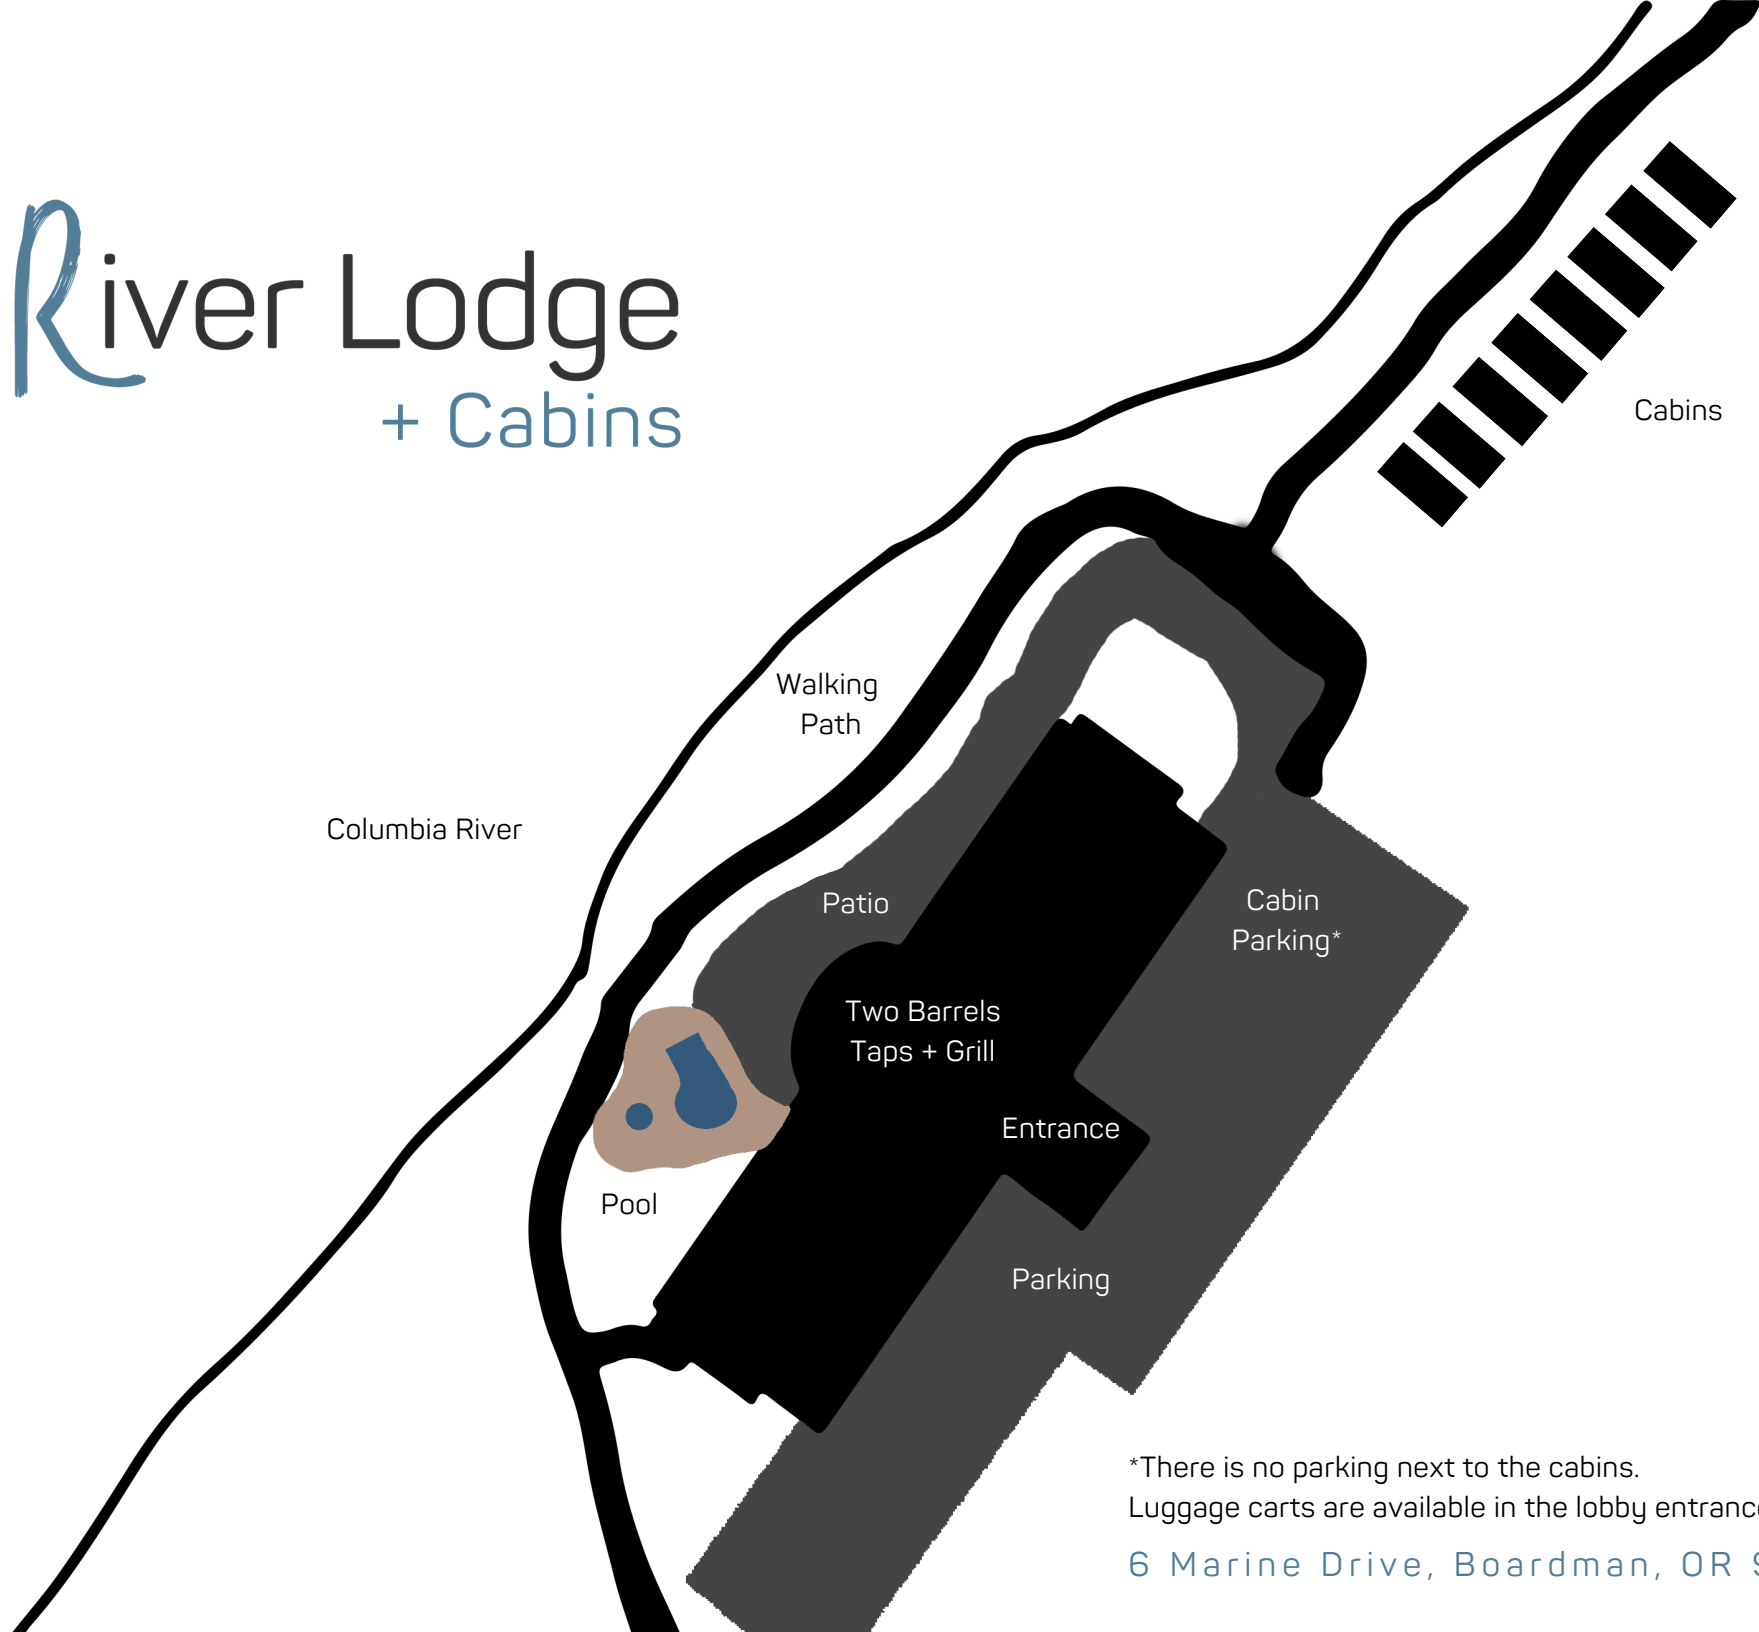 River Lodge
+ Cabins
Cabins
Walking
Path
Columbia River
Patio
Cabin
Parking*
Two Barrels
Taps + Grill
Entrance
Pool
Parking
*There is no parking next to the cabins.
Luggage carts are available in the lobby entrance
6 Marine Drive, Boardman, OR